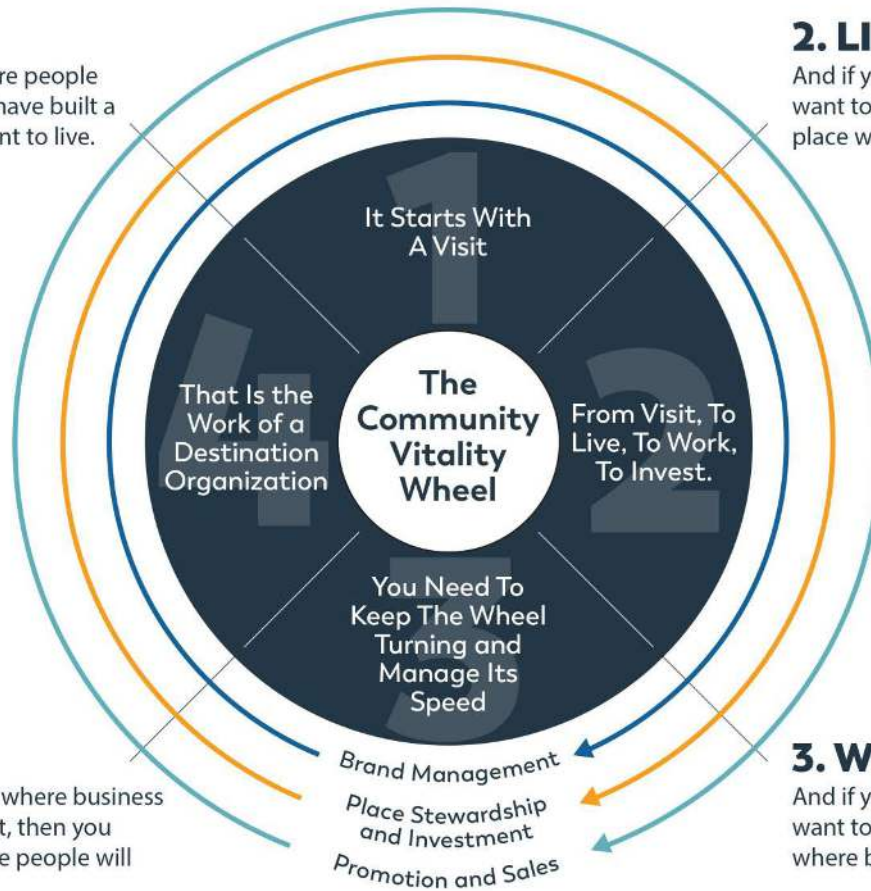 re people
have built a
nt to live.
2. LI
And if y
want to
place w
1
It Starts With
A Visit
2
From Visit, To
Live, To Work,
To Invest.
3
You Need To
Keep The Wheel
Turning and
Manage Its
Speed
4
That Is the
Work of a
Destination
Organization
The
Community
Vitality
Wheel
Brand Management
Place Stewardship
and Investment
Promotion and Sales
3. W
And if y
want to
where b
where business
t, then you
e people will